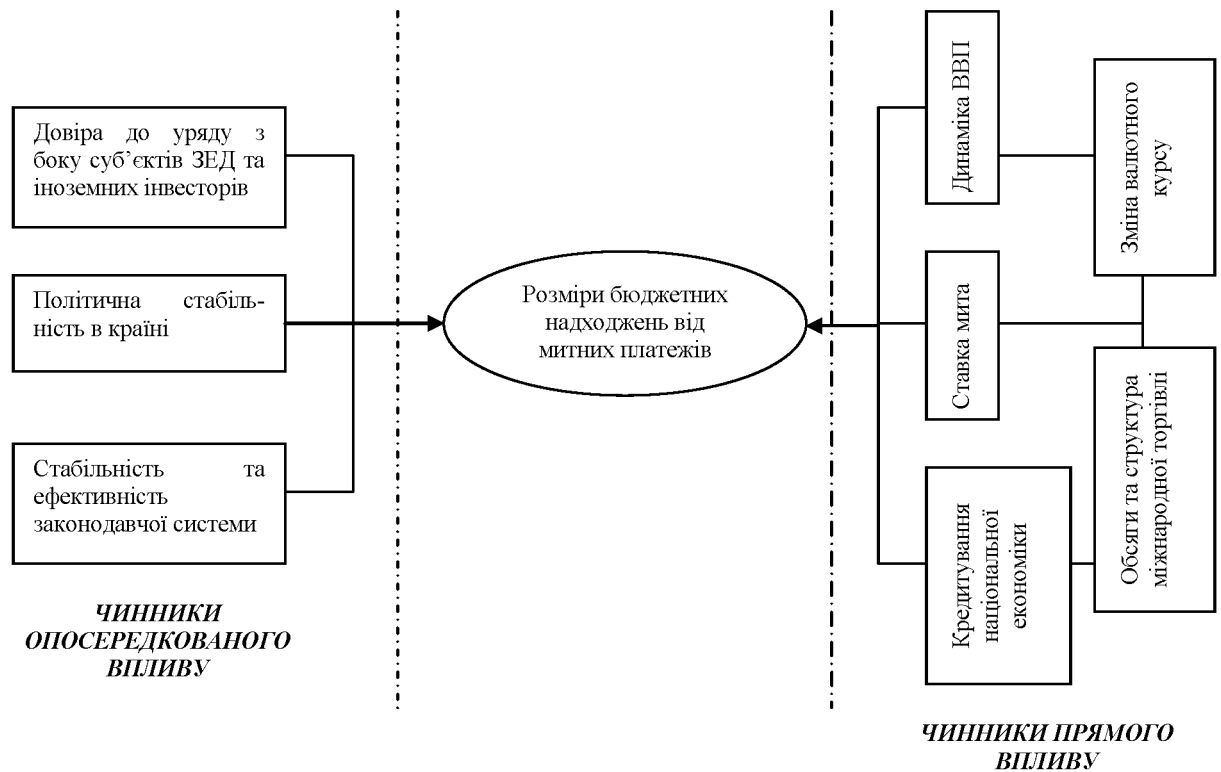 Довіра до уряду з
боку суб’єктів ЗЕД та
іноземних інвесторів
Політична стабіль-
ність в країні
Стабільність та
ефективність
законодавчої системи
ЧИННИКИ
ОПОСЕРЕДКОВАНОГО
ВПЛИВУ
Розміри бюджетних
надходжень від
митних платежів
Динаміка ВВП
Зміна валютного
курсу
Ставка мита
Обсяги та структура
міжнародної торгівлі
Кредитування
національної
економіки
ЧИННИКИ ПРЯМОГО
ВПЛИВУ